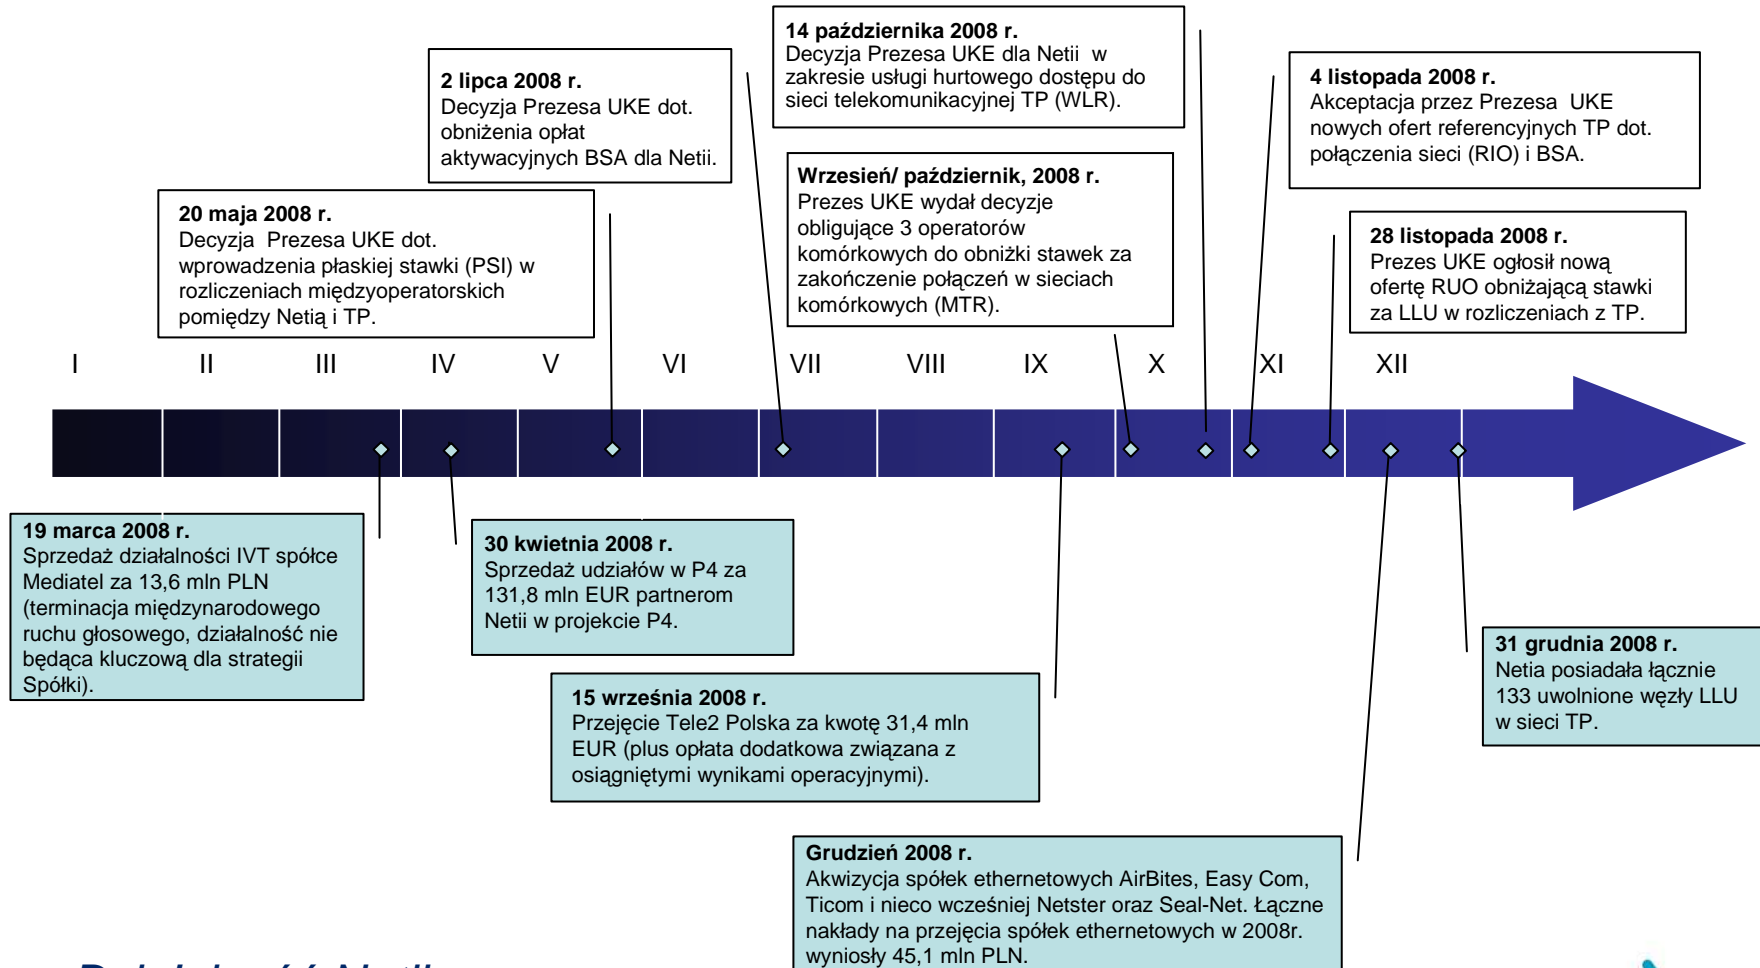 14 października 2008 r.
Decyzja Prezesa UKE dla Netii w
zakresie usługi hurtowego dostępu do
sieci telekomunikacyjnej TP (WLR).
2 lipca 2008 r.
Decyzja Prezesa UKE dot.
obniżenia opłat
aktywacyjnych BSA dla Netii.
4 listopada 2008 r.
Akceptacja przez Prezesa UKE
nowych ofert referencyjnych TP dot.
połączenia sieci (RIO) i BSA.
Wrzesień/ październik, 2008 r.
Prezes UKE wydał decyzje
obligujące 3 operatorów
komórkowych do obniżki stawek za
zakończenie połączeń w sieciach
komórkowych (MTR).
20 maja 2008 r.
Decyzja Prezesa UKE dot.
wprowadzenia płaskiej stawki (PSI) w
rozliczeniach międzyoperatorskich
pomiędzy Netią i TP.
28 listopada 2008 r.
Prezes UKE ogłosił nową
ofertę RUO obniżającą stawki
za LLU w rozliczeniach z TP.
I II III IV V VI VII VIII IX X XI XII
19 marca 2008 r.
Sprzedaż działalności IVT spółce
Mediatel za 13,6 mln PLN
(terminacja międzynarodowego
ruchu głosowego, działalność nie
będąca kluczową dla strategii
Spółki).
30 kwietnia 2008 r.
Sprzedaż udziałów w P4 za
131,8 mln EUR partnerom
Netii w projekcie P4.
15 września 2008 r.
Przejęcie Tele2 Polska za kwotę 31,4 mln
EUR (plus opłata dodatkowa związana z
osiągniętymi wynikami operacyjnymi).
31 grudnia 2008 r.
Netia posiadała łącznie
133 uwolnione węzły LLU
w sieci TP.
Grudzień 2008 r.
Akwizycja spółek ethernetowych AirBites, Easy Com,
Ticom i nieco wcześniej Netster oraz Seal-Net. Łączne
nakłady na przejęcia spółek ethernetowych w 2008r.
wyniosły 45,1 mln PLN.